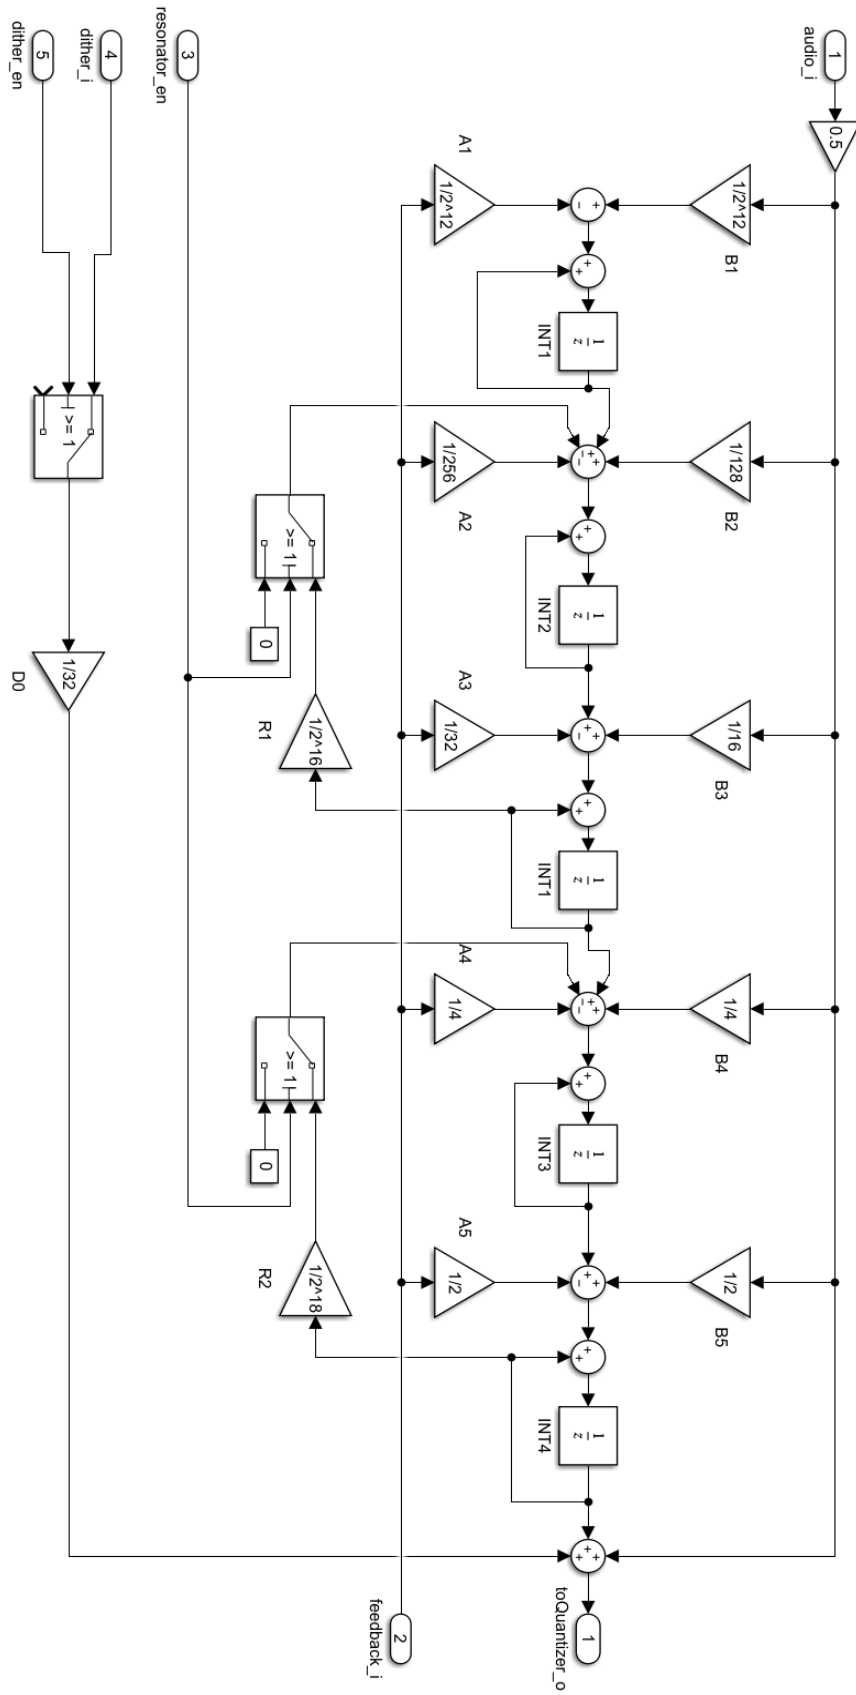 1
audio_i
0.5
1/2^12
B1
1/128
B2
1/16
B3
1/4
B4
1/2
B5
+
−
+
+
1
z
INT1
+
+
−
−
+
+
1
z
INT2
+
+
−
+
+
1
z
INT1
+
+
−
−
+
+
1
z
INT3
+
+
−
+
+
1
z
INT4
+
+
+
1
toQuantizer_o
A1
1/2^12
1/256
A2
A3
1/32
A4
1/4
A5
1/2
2
feedback_i
>= 1
0
1/2^16
R1
>= 1
0
1/2^18
R2
3
resonator_en
4
dither_i
5
dither_en
>= 1
1/32
D0